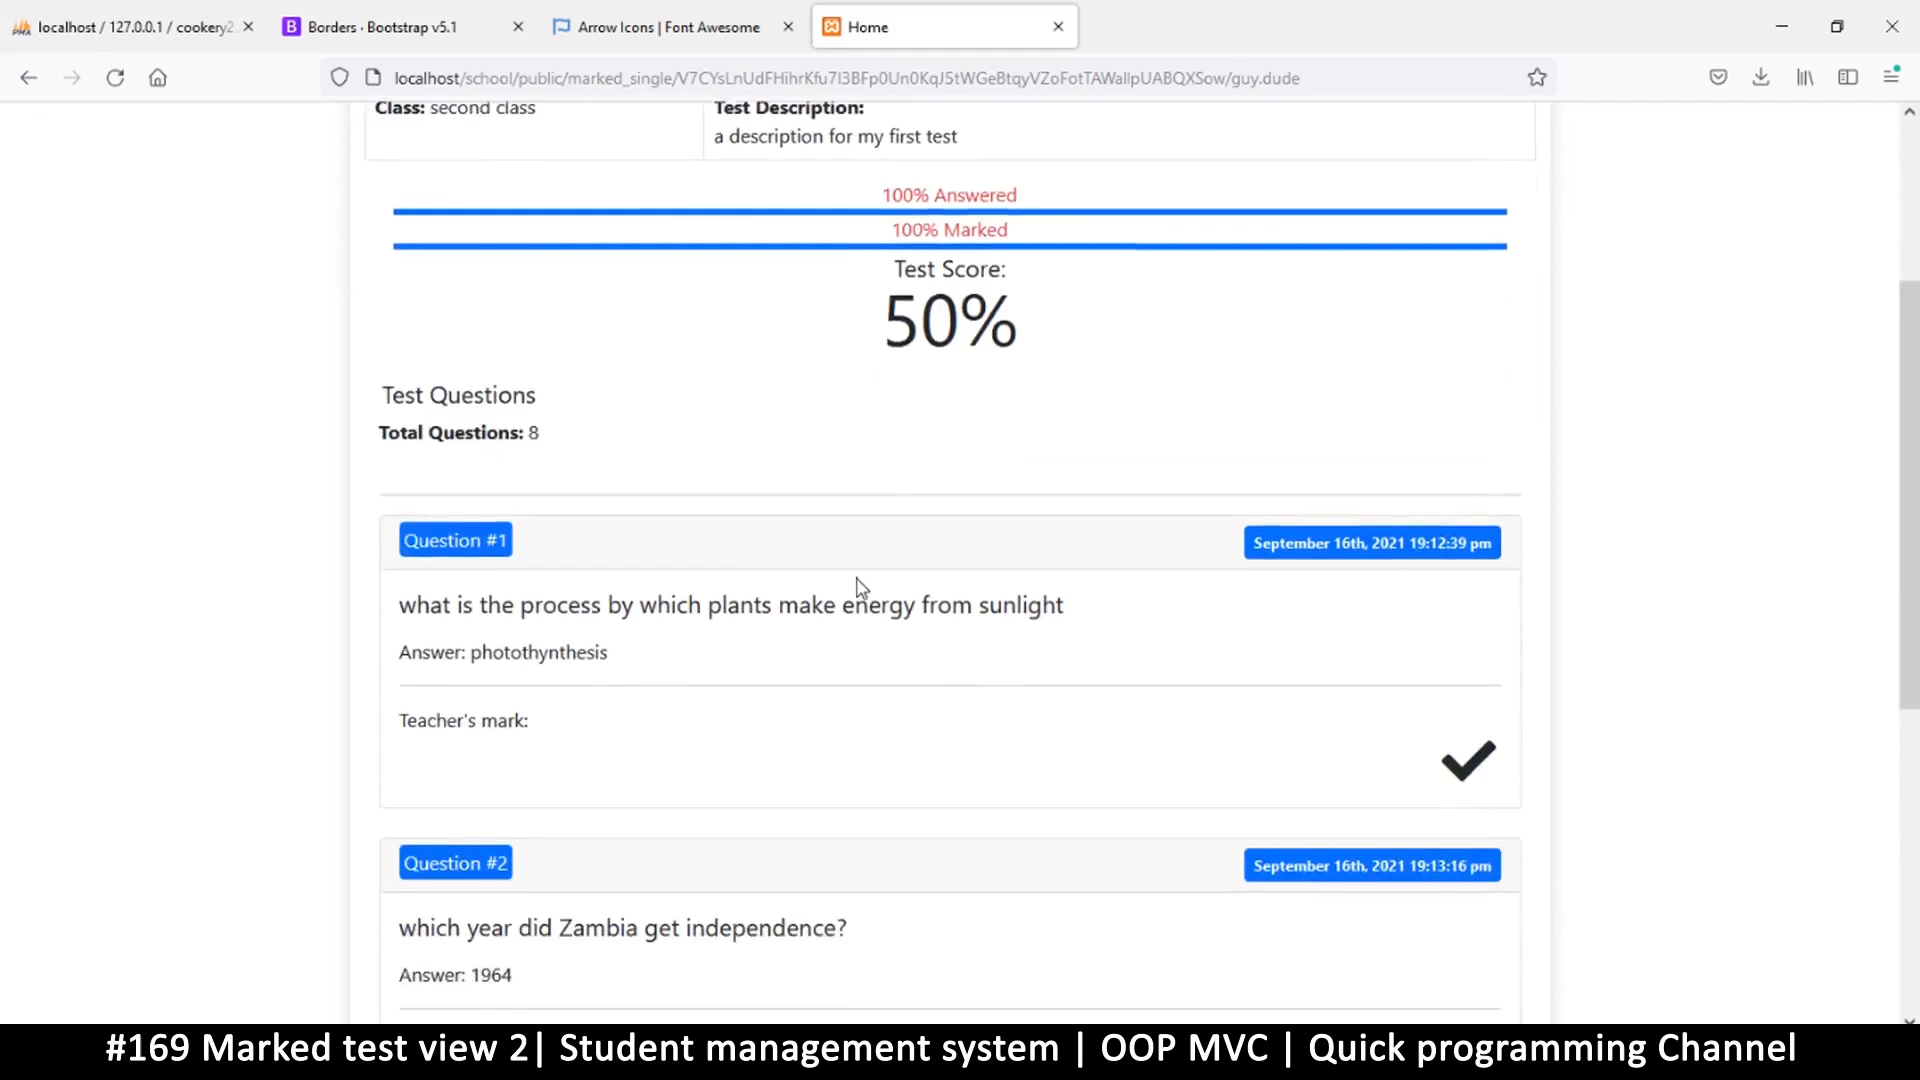 localhost / 127.0.0.1 / cookery2
Borders · Bootstrap v5.1
Arrow Icons | Font Awesome
Home
localhost/school/public/marked_single/V7CYsLnUdFHihrKfu7I3BFp0Un0KqJ5tWGeBtqyVZoFotTAWallpUABQXSow/guy.dude
Class: second class
Test Description:
a description for my first test
100% Answered
100% Marked
Test Score:
50%
Test Questions
Total Questions: 8
Question #1
September 16th, 2021 19:12:39 pm
what is the process by which plants make energy from sunlight
Answer: photothynthesis
Teacher's mark:
Question #2
September 16th, 2021 19:13:16 pm
which year did Zambia get independence?
Answer: 1964
#169 Marked test view 2| Student management system | OOP MVC | Quick programming Channel